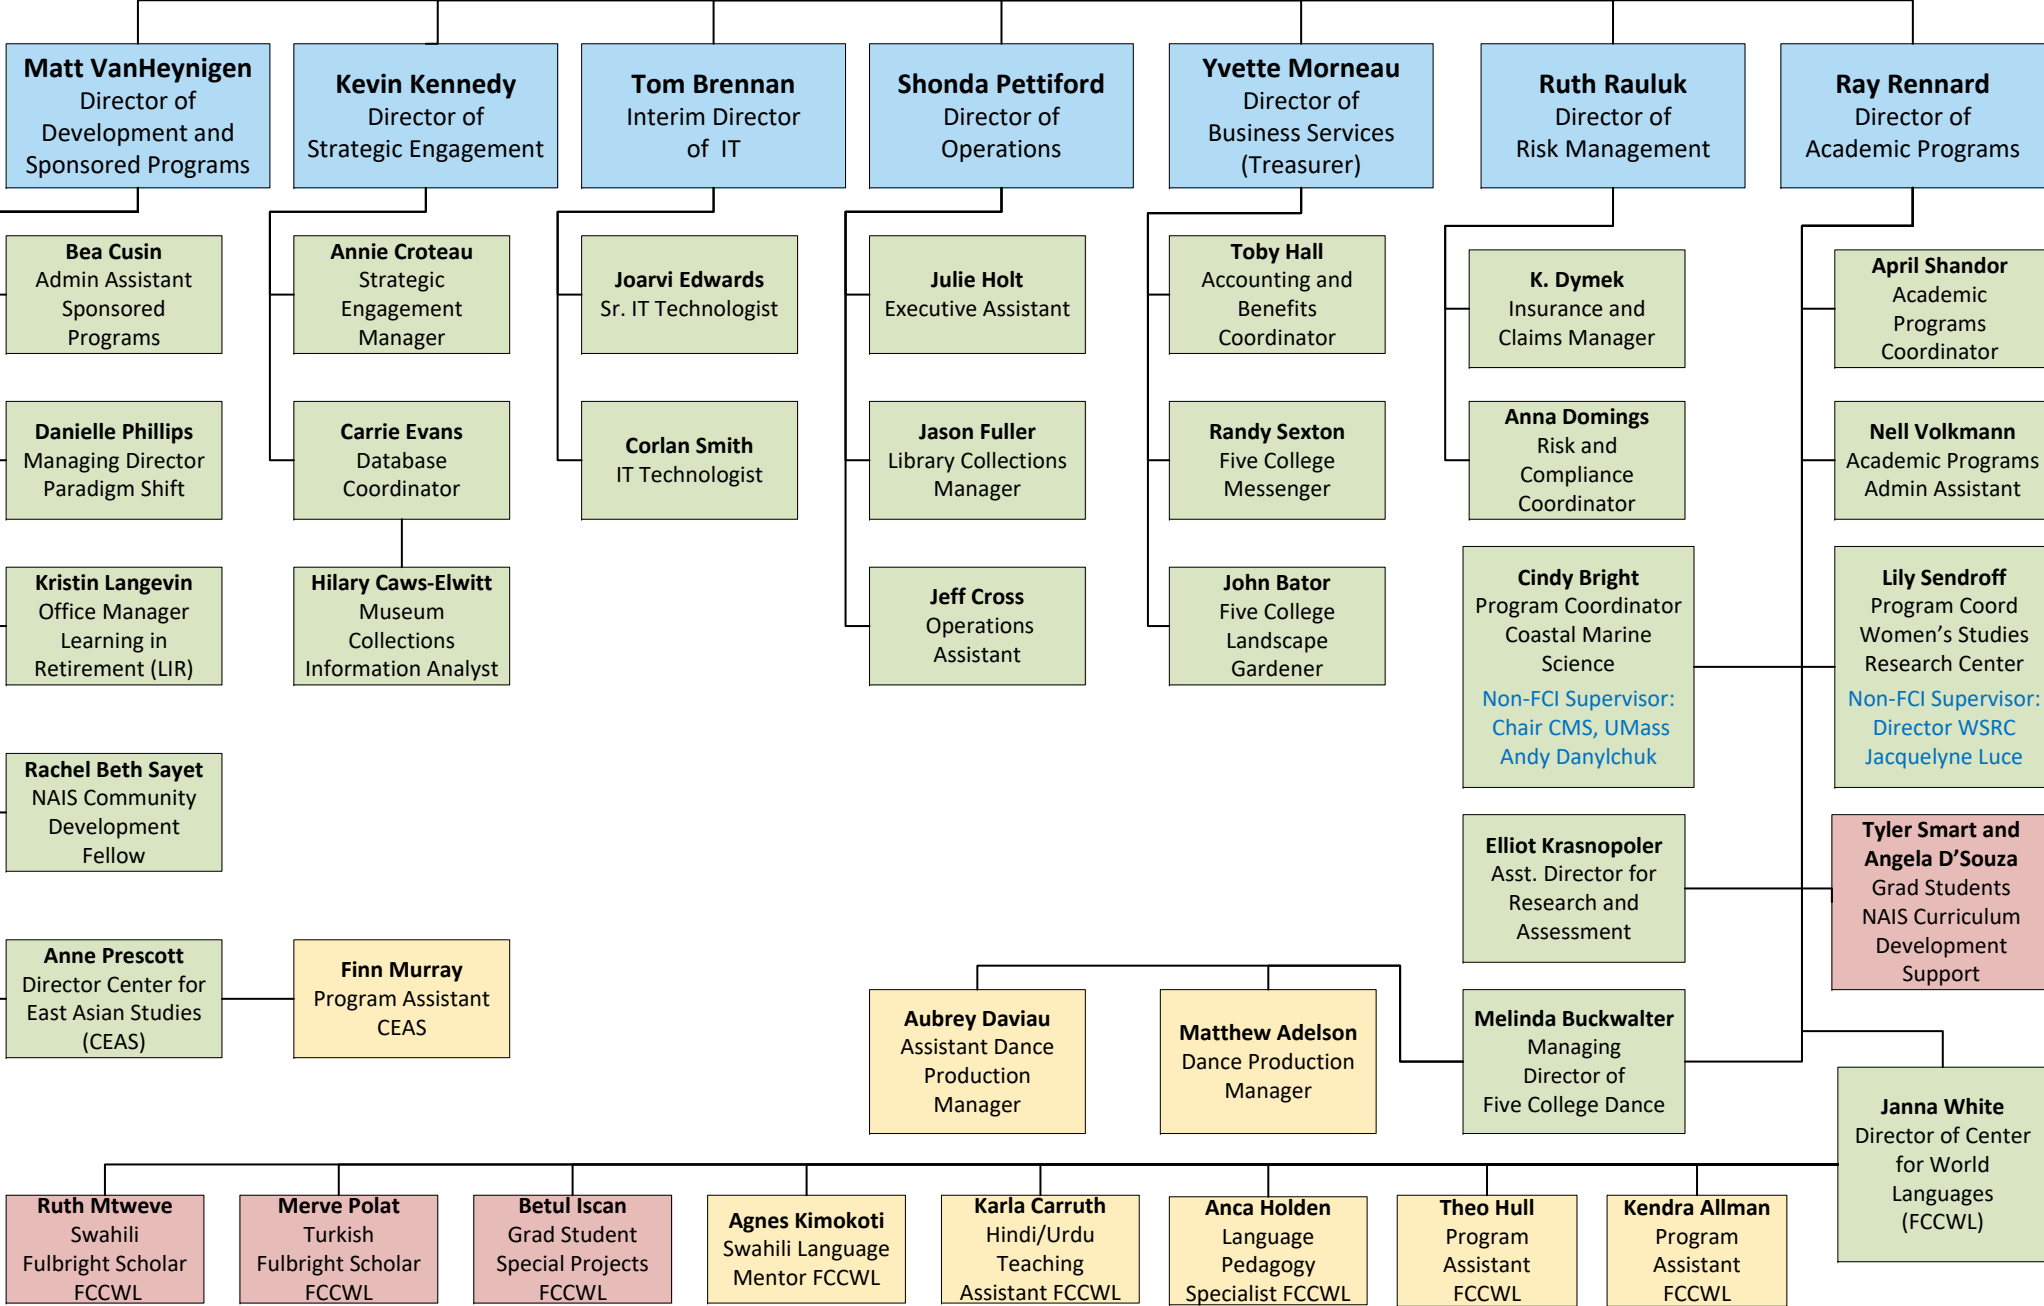 Matt VanHeynigen
Director of
Development and
Sponsored Programs
Kevin Kennedy
Director of
Strategic Engagement
Tom Brennan
Interim Director
of IT
Shonda Pettiford
Director of
Operations
Yvette Morneau
Director of
Business Services
(Treasurer)
Ruth Rauluk
Director of
Risk Management
Ray Rennard
Director of
Academic Programs
Bea Cusin
Admin Assistant
Sponsored
Programs
Annie Croteau
Strategic
Engagement
Manager
Joarvi Edwards
Sr. IT Technologist
Julie Holt
Executive Assistant
Toby Hall
Accounting and
Benefits
Coordinator
K. Dymek
Insurance and
Claims Manager
April Shandor
Academic
Programs
Coordinator
Danielle Phillips
Managing Director
Paradigm Shift
Carrie Evans
Database
Coordinator
Corlan Smith
IT Technologist
Jason Fuller
Library Collections
Manager
Randy Sexton
Five College
Messenger
Anna Domings
Risk and
Compliance
Coordinator
Nell Volkmann
Academic Programs
Admin Assistant
Kristin Langevin
Office Manager
Learning in
Retirement (LIR)
Hilary Caws-Elwitt
Museum
Collections
Information Analyst
Jeff Cross
Operations
Assistant
John Bator
Five College
Landscape
Gardener
Cindy Bright
Program Coordinator
Coastal Marine
Science
Non-FCI Supervisor:
Chair CMS, UMass
Andy Danylchuk
Lily Sendroff
Program Coord
Women's Studies
Research Center
Non-FCI Supervisor:
Director WSRC
Jacquelyne Luce
Rachel Beth Sayet
NAIS Community
Development
Fellow
Elliot Krasnopoler
Asst. Director for
Research and
Assessment
Tyler Smart and
Angela D'Souza
Grad Students
NAIS Curriculum
Development
Support
Anne Prescott
Director Center for
East Asian Studies
(CEAS)
Finn Murray
Program Assistant
CEAS
Aubrey Daviau
Assistant Dance
Production
Manager
Matthew Adelson
Dance Production
Manager
Melinda Buckwalter
Managing
Director of
Five College Dance
Janna White
Director of Center
for World
Languages
(FCCWL)
Ruth Mtweve
Swahili
Fulbright Scholar
FCCWL
Merve Polat
Turkish
Fulbright Scholar
FCCWL
Betul Iscan
Grad Student
Special Projects
FCCWL
Agnes Kimokoti
Swahili Language
Mentor FCCWL
Karla Carruth
Hindi/Urdu
Teaching
Assistant FCCWL
Anca Holden
Language
Pedagogy
Specialist FCCWL
Theo Hull
Program
Assistant
FCCWL
Kendra Allman
Program
Assistant
FCCWL